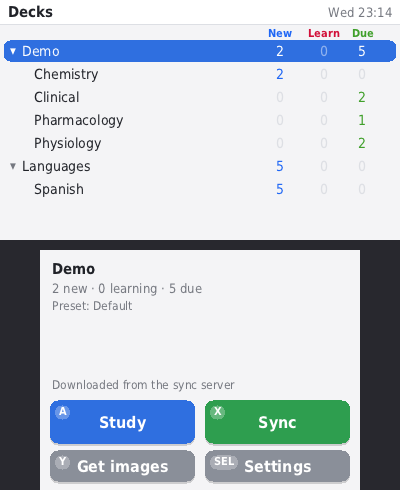 Decks Wed 23:14
New Learn Due
▼ Demo 2 0 5
Chemistry 2 0 0
Clinical 0 0 2
Pharmacology 0 0 1
Physiology 0 0 2
▼ Languages 5 0 0
Spanish 5 0 0
Demo
2 new · 0 learning · 5 due
Preset: Default
Downloaded from the sync server
A Study X Sync
Y Get images SEL Settings